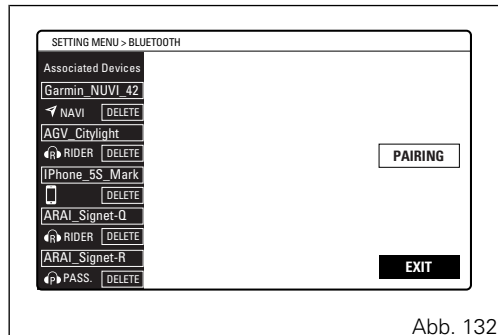 SETTING MENU > BLUETOOTH
Associated Devices
Garmin_NUVI_42
NAVI DELETE
AGV_Citylight
R RIDER DELETE
IPhone_5S_Mark
DELETE
ARAI_Signet-Q
R RIDER DELETE
ARAI_Signet-R
P PASS. DELETE
PAIRING
EXIT
Abb. 132